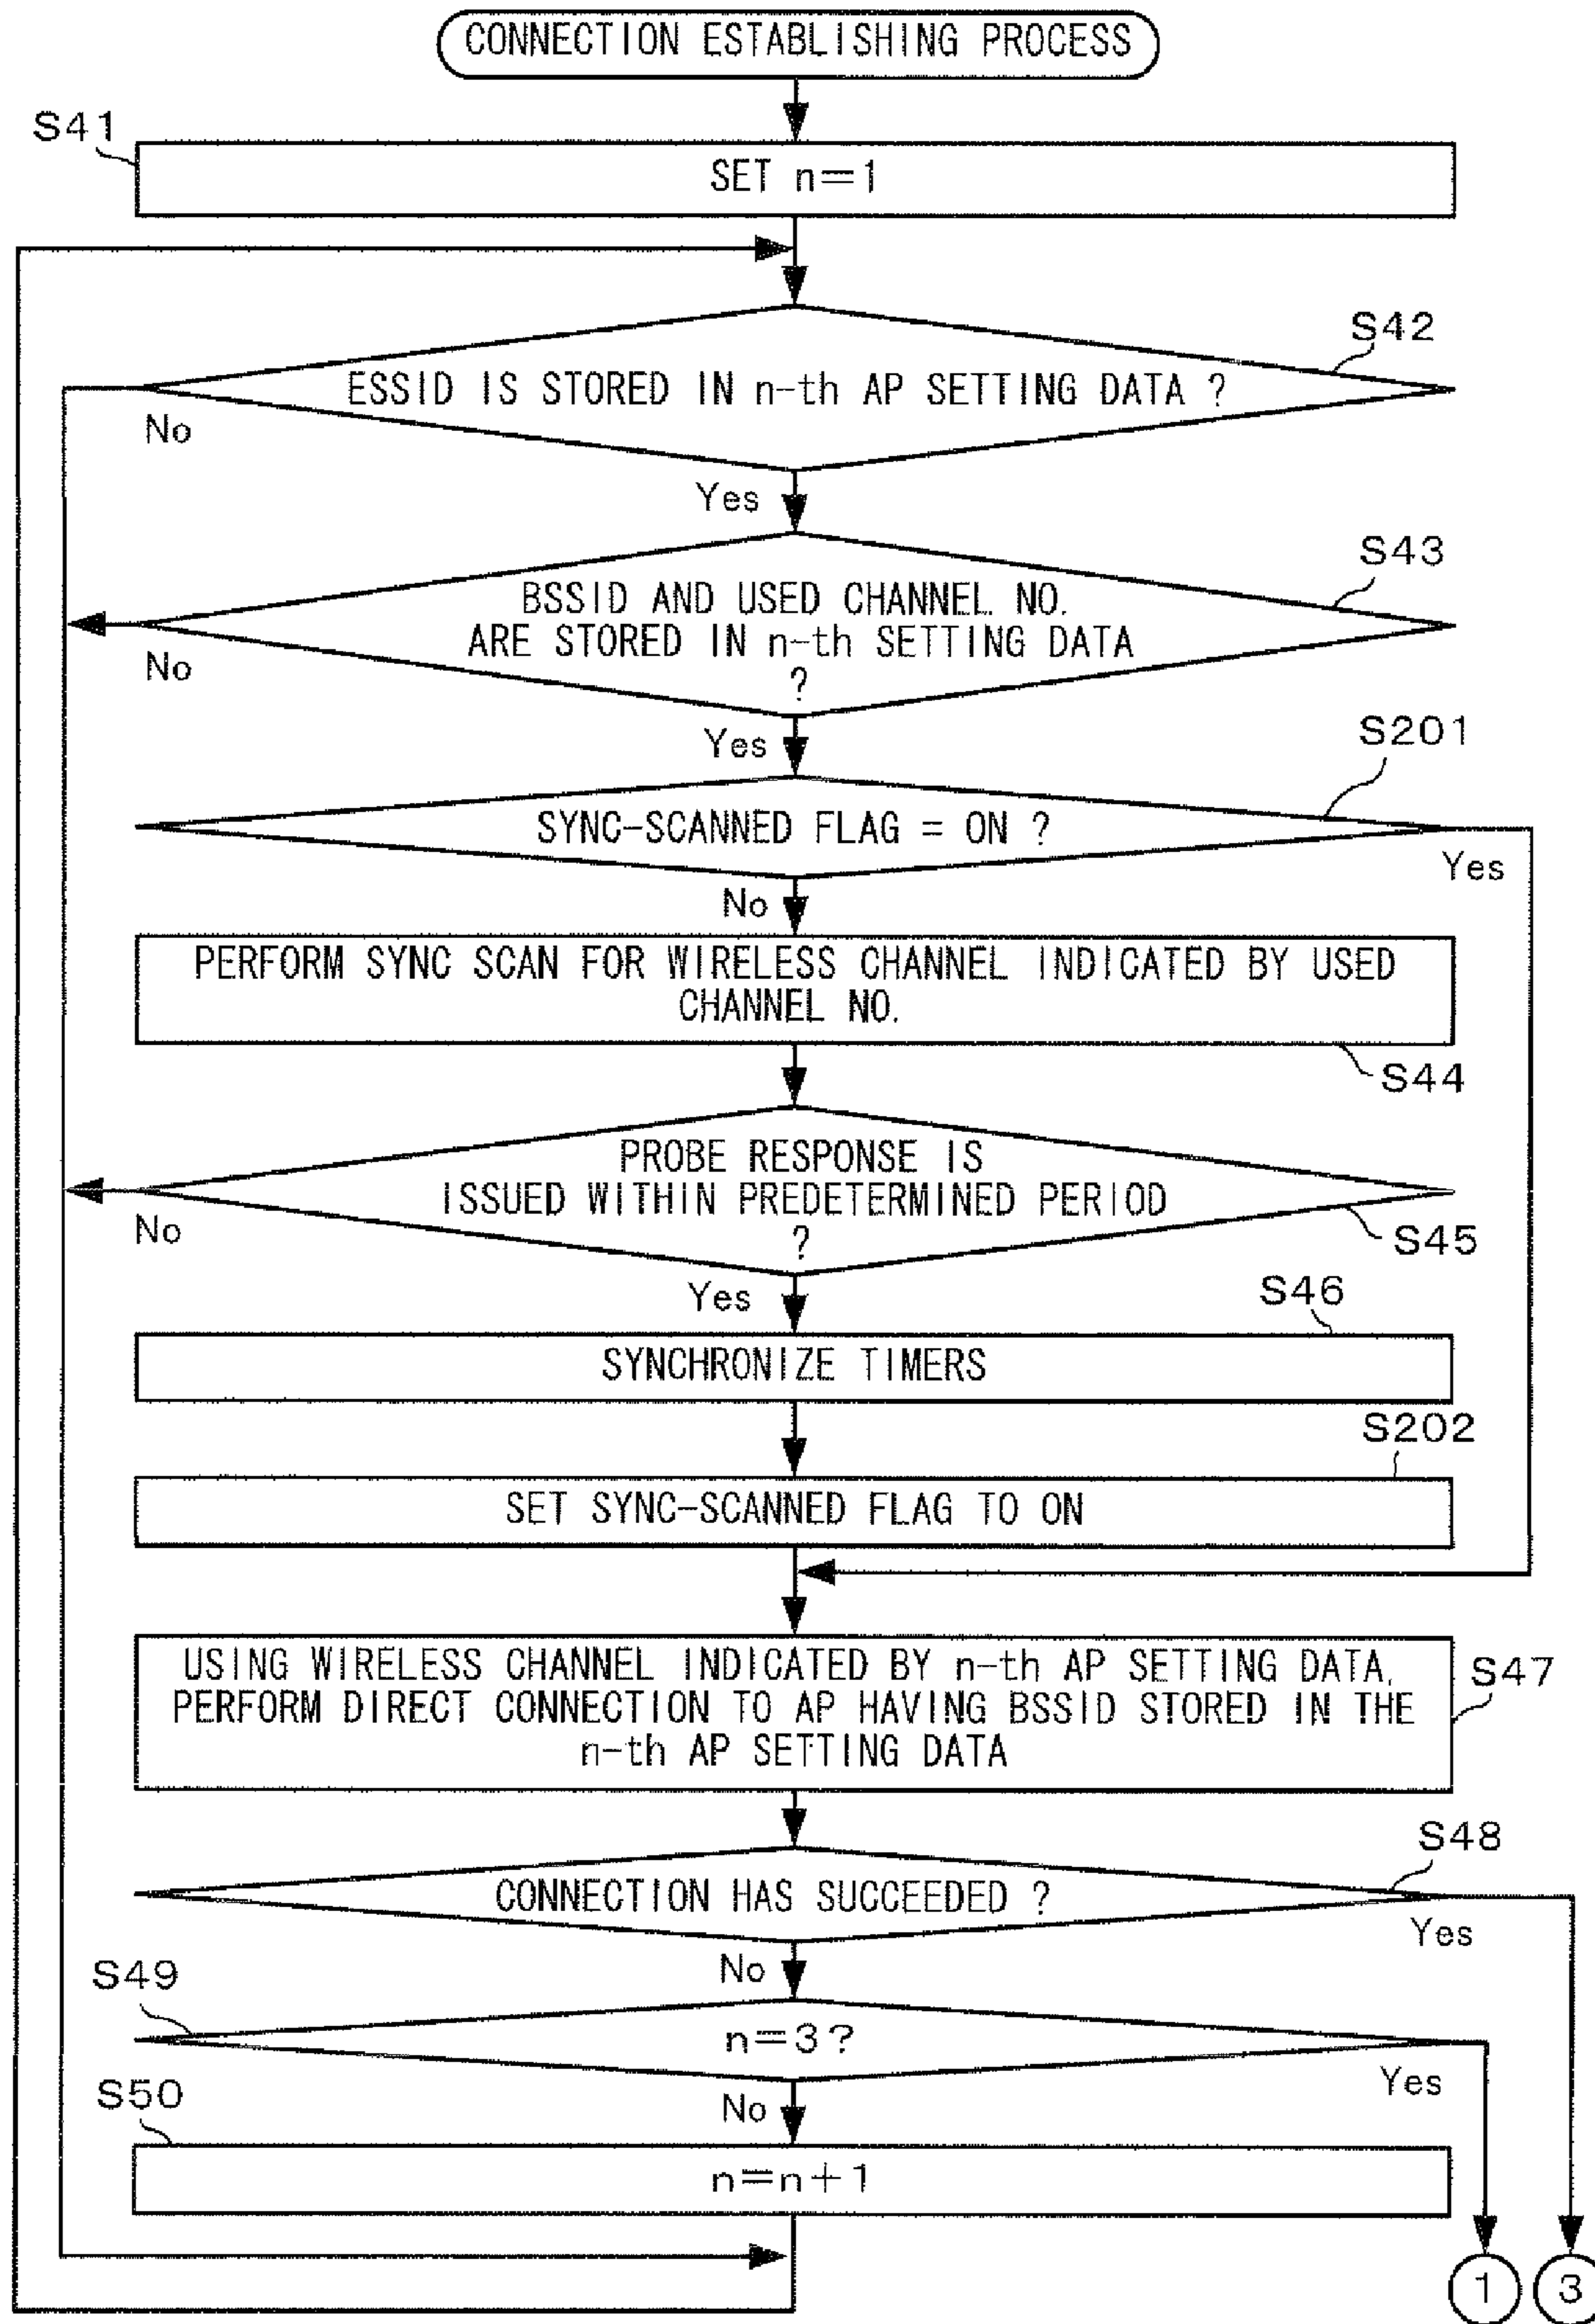 CONNECTION ESTABLISHING PROCESS
S41
SET n=1
S42
ESSID IS STORED IN n-th AP SETTING DATA ?
No
Yes
S43
BSSID AND USED CHANNEL NO.
ARE STORED IN n-th SETTING DATA
?
No
Yes
S201
SYNC-SCANNED FLAG = ON ?
Yes
No
PERFORM SYNC SCAN FOR WIRELESS CHANNEL INDICATED BY USED
CHANNEL NO.
S44
PROBE RESPONSE IS
ISSUED WITHIN PREDETERMINED PERIOD
?
No
S45
Yes
S46
SYNCHRONIZE TIMERS
S202
SET SYNC-SCANNED FLAG TO ON
USING WIRELESS CHANNEL INDICATED BY n-th AP SETTING DATA,
PERFORM DIRECT CONNECTION TO AP HAVING BSSID STORED IN THE
n-th AP SETTING DATA
S47
S48
CONNECTION HAS SUCCEEDED ?
Yes
No
S49
n=3?
Yes
No
S50
n=n+1
1
3